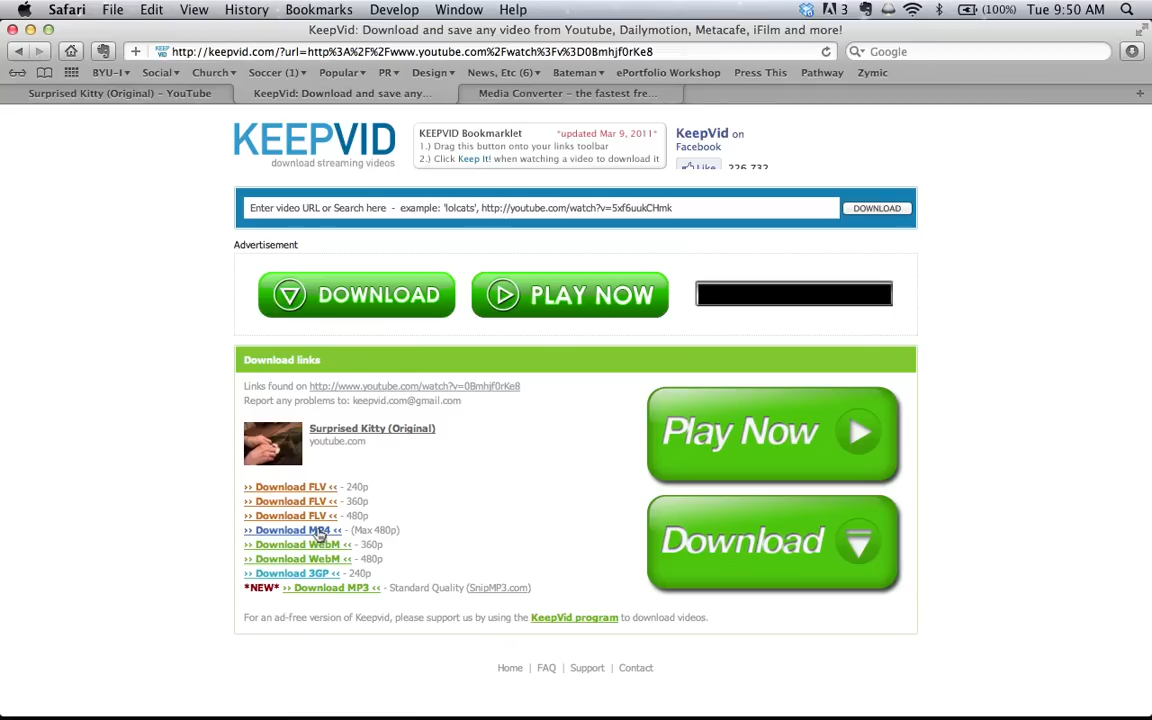 Safari File Edit View History Bookmarks Develop Window Help 3 (100%) Tue 9:50 AM
KeepVid: Download and save any video from Youtube, Dailymotion, Metacafe, iFilm and more!
http://keepvid.com/?url=http%3A%2F%2Fwww.youtube.com%2Fwatch%3Fv%3D0Bmhjf0rKe8 Google
BYU-I Social Church Soccer (1) Popular PR Design News, Etc (6) Bateman ePortfolio Workshop Press This Pathway Zymic
Surprised Kitty (Original) – YouTube KeepVid: Download and save any... Media Converter – the fastest fre...
KEEPVID
download streaming videos
KEEPVID Bookmarklet *updated Mar 9, 2011*
1.) Drag this button onto your links toolbar
2.) Click Keep It! when watching a video to download it
KeepVid on
Facebook
Like 226,732
Enter video URL or Search here - example: 'lolcats', http://youtube.com/watch?v=5xf6uukCHmk DOWNLOAD
Advertisement
DOWNLOAD PLAY NOW
Download links
Links found on http://www.youtube.com/watch?v=0Bmhjf0rKe8
Report any problems to: keepvid.com@gmail.com
Surprised Kitty (Original)
youtube.com
Play Now
>> Download FLV << - 240p
>> Download FLV << - 360p
>> Download FLV << - 480p
>> Download MP4 << - (Max 480p)
>> Download WebM << - 360p
>> Download WebM << - 480p
>> Download 3GP << - 240p
*NEW* >> Download MP3 << - Standard Quality (SnipMP3.com)
Download
For an ad-free version of Keepvid, please support us by using the KeepVid program to download videos.
Home | FAQ | Support | Contact